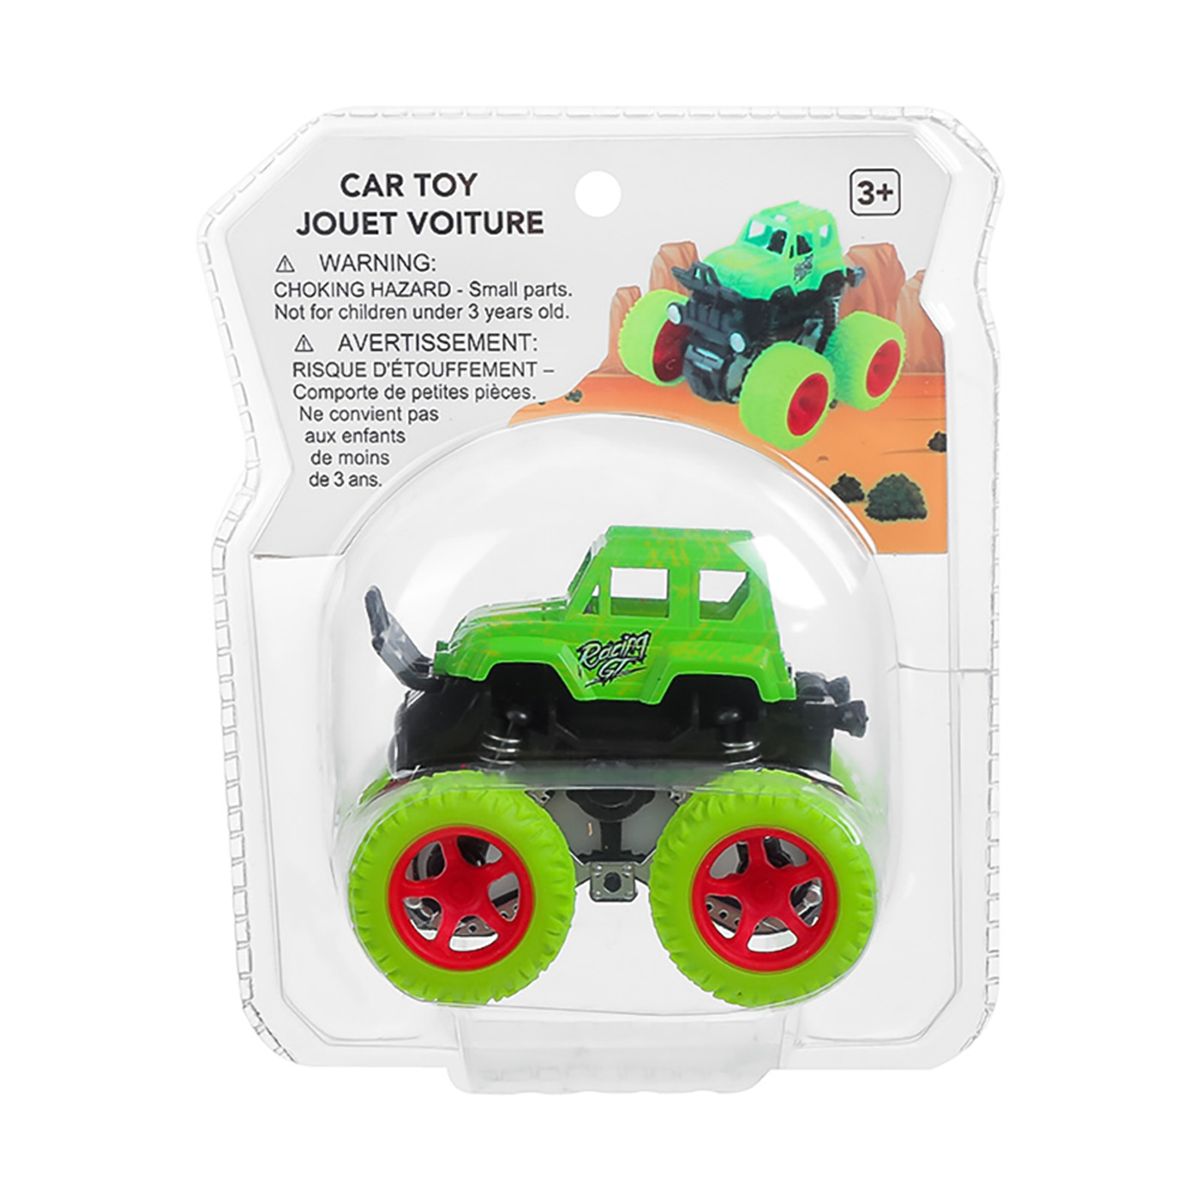 CAR TOY
JOUET VOITURE
3+
⚠ WARNING:
CHOKING HAZARD - Small parts.
Not for children under 3 years old.
⚠ AVERTISSEMENT:
RISQUE D'ÉTOUFFEMENT –
Comporte de petites pièces.
Ne convient pas
aux enfants
de moins
de 3 ans.
Racing
GT